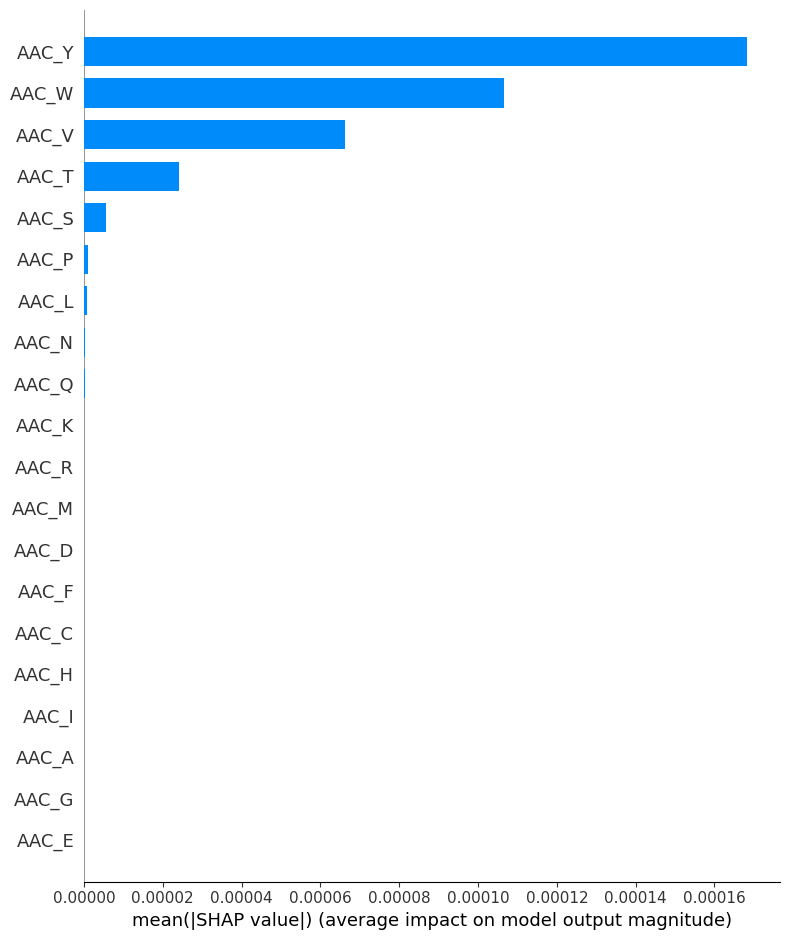 AAC_Y
AAC_W
AAC_V
AAC_T
AAC_S
AAC_P
AAC_L
AAC_N
AAC_Q
AAC_K
AAC_R
AAC_M
AAC_D
AAC_F
AAC_C
AAC_H
AAC_I
AAC_A
AAC_G
AAC_E
0.00000 0.00002 0.00004 0.00006 0.00008 0.00010 0.00012 0.00014 0.00016
mean(|SHAP value|) (average impact on model output magnitude)